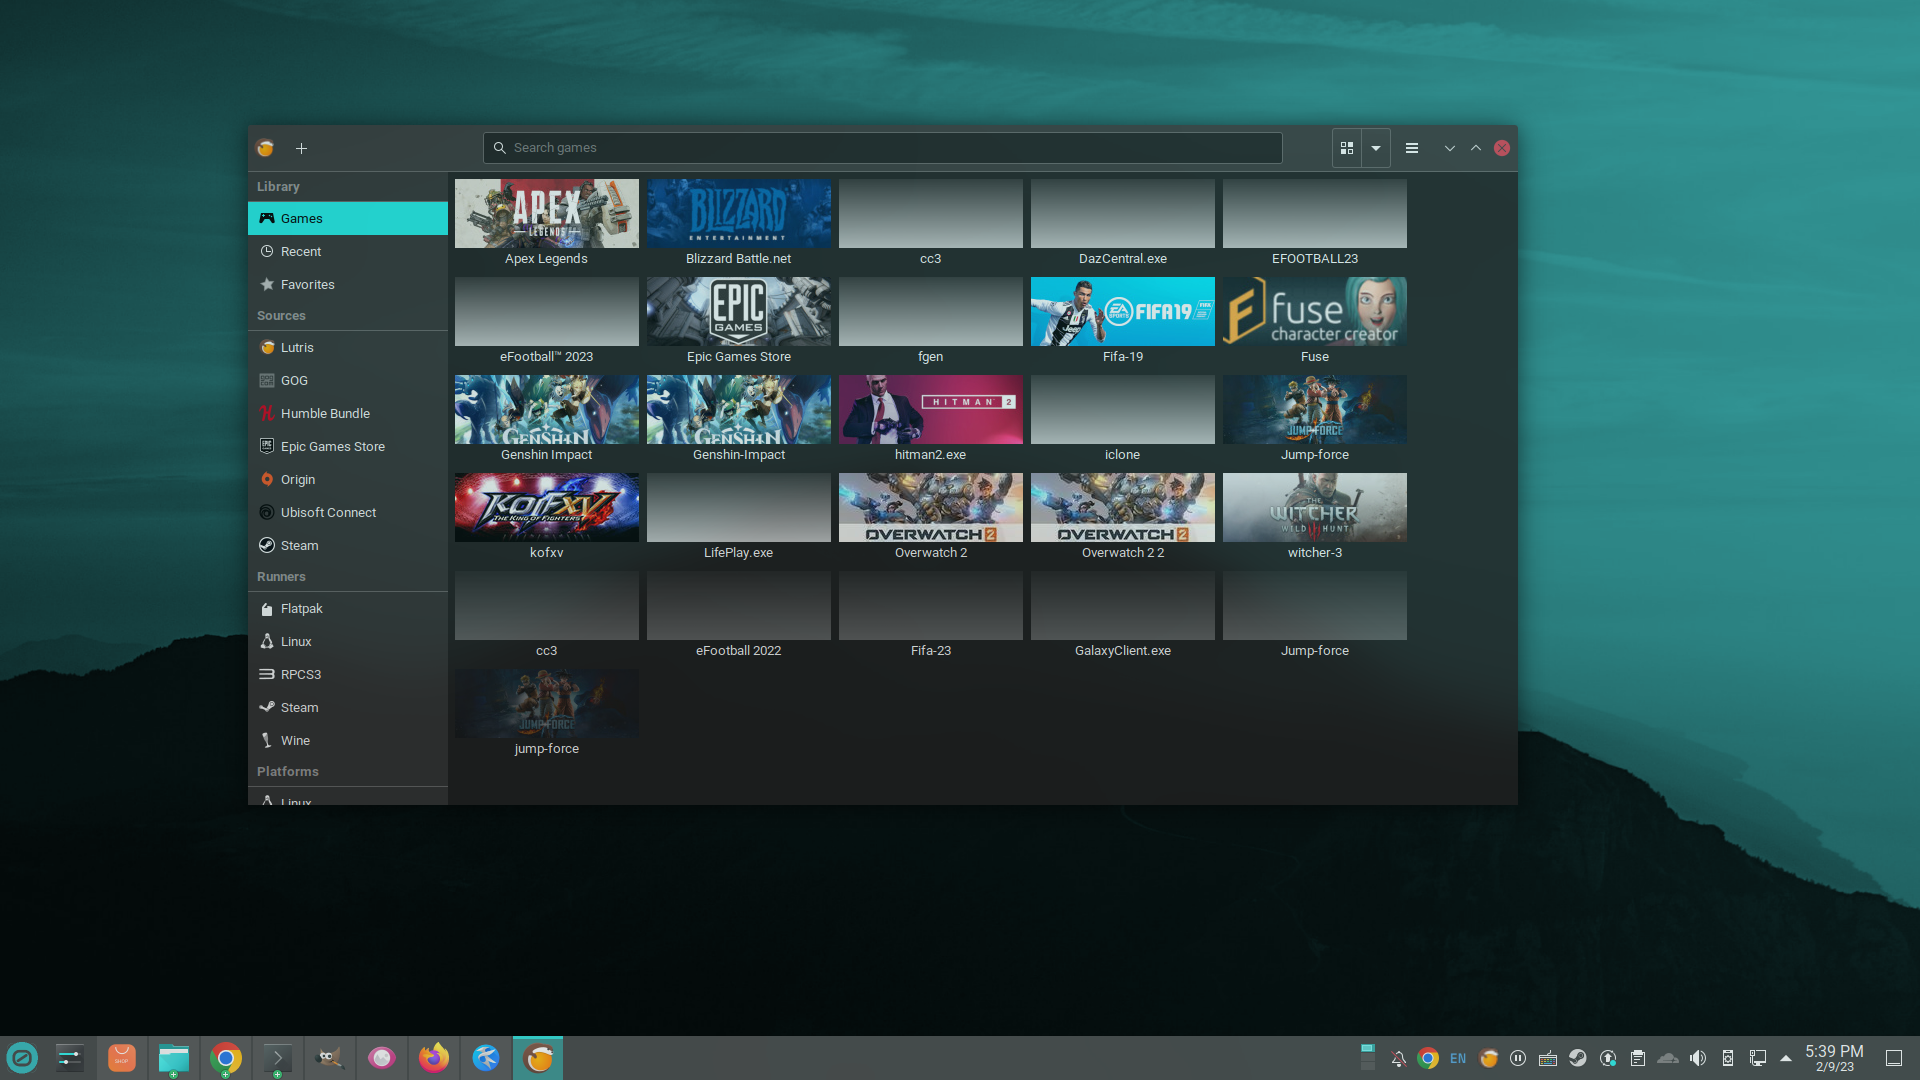 Search games
Library
Games
Recent
Favorites
Sources
Lutris
GOG
Humble Bundle
Epic Games Store
Origin
Ubisoft Connect
Steam
Runners
Flatpak
Linux
RPCS3
Steam
Wine
Platforms
Linux
APEX
LEGENDS
BLIZZARD
ENTERTAINMENT
Apex Legends
Blizzard Battle.net
cc3
DazCentral.exe
EFOOTBALL23
EPIC
GAMES
EA
SPORTS
FIFA19
fuse
character creator
eFootball™ 2023
Epic Games Store
fgen
Fifa-19
Fuse
GENSHIN
GENSHIN
HITMAN 2
JUMP FORCE
Genshin Impact
Genshin-Impact
hitman2.exe
iclone
Jump-force
KOFXV
THE KING OF FIGHTERS
OVERWATCH 2
OVERWATCH 2
THE
WITCHER
WILD HUNT
kofxv
LifePlay.exe
Overwatch 2
Overwatch 2 2
witcher-3
cc3
eFootball 2022
Fifa-23
GalaxyClient.exe
Jump-force
JUMP FORCE
jump-force
SHOP
EN
5:39 PM
2/9/23